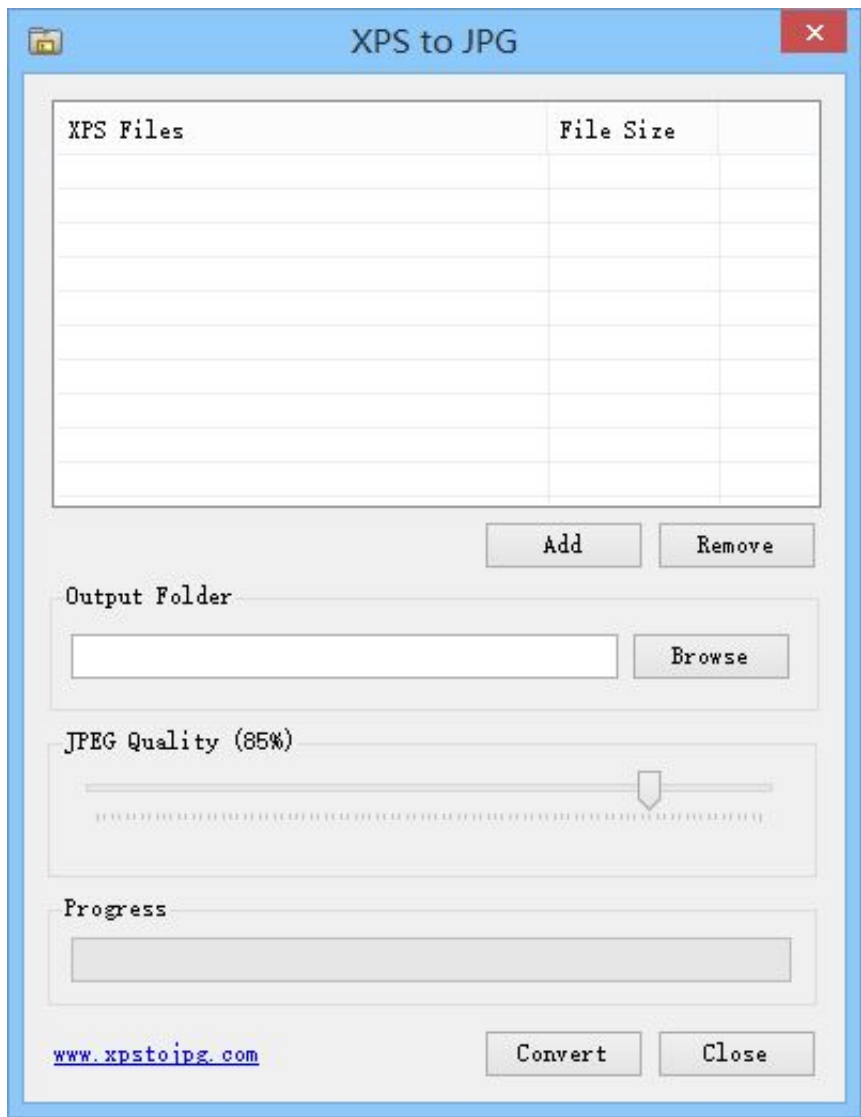 XPS to JPG
XPS Files File Size
Add Remove
Output Folder
Browse
JPEG Quality (85%)
Progress
www.xpstojpg.com Convert Close